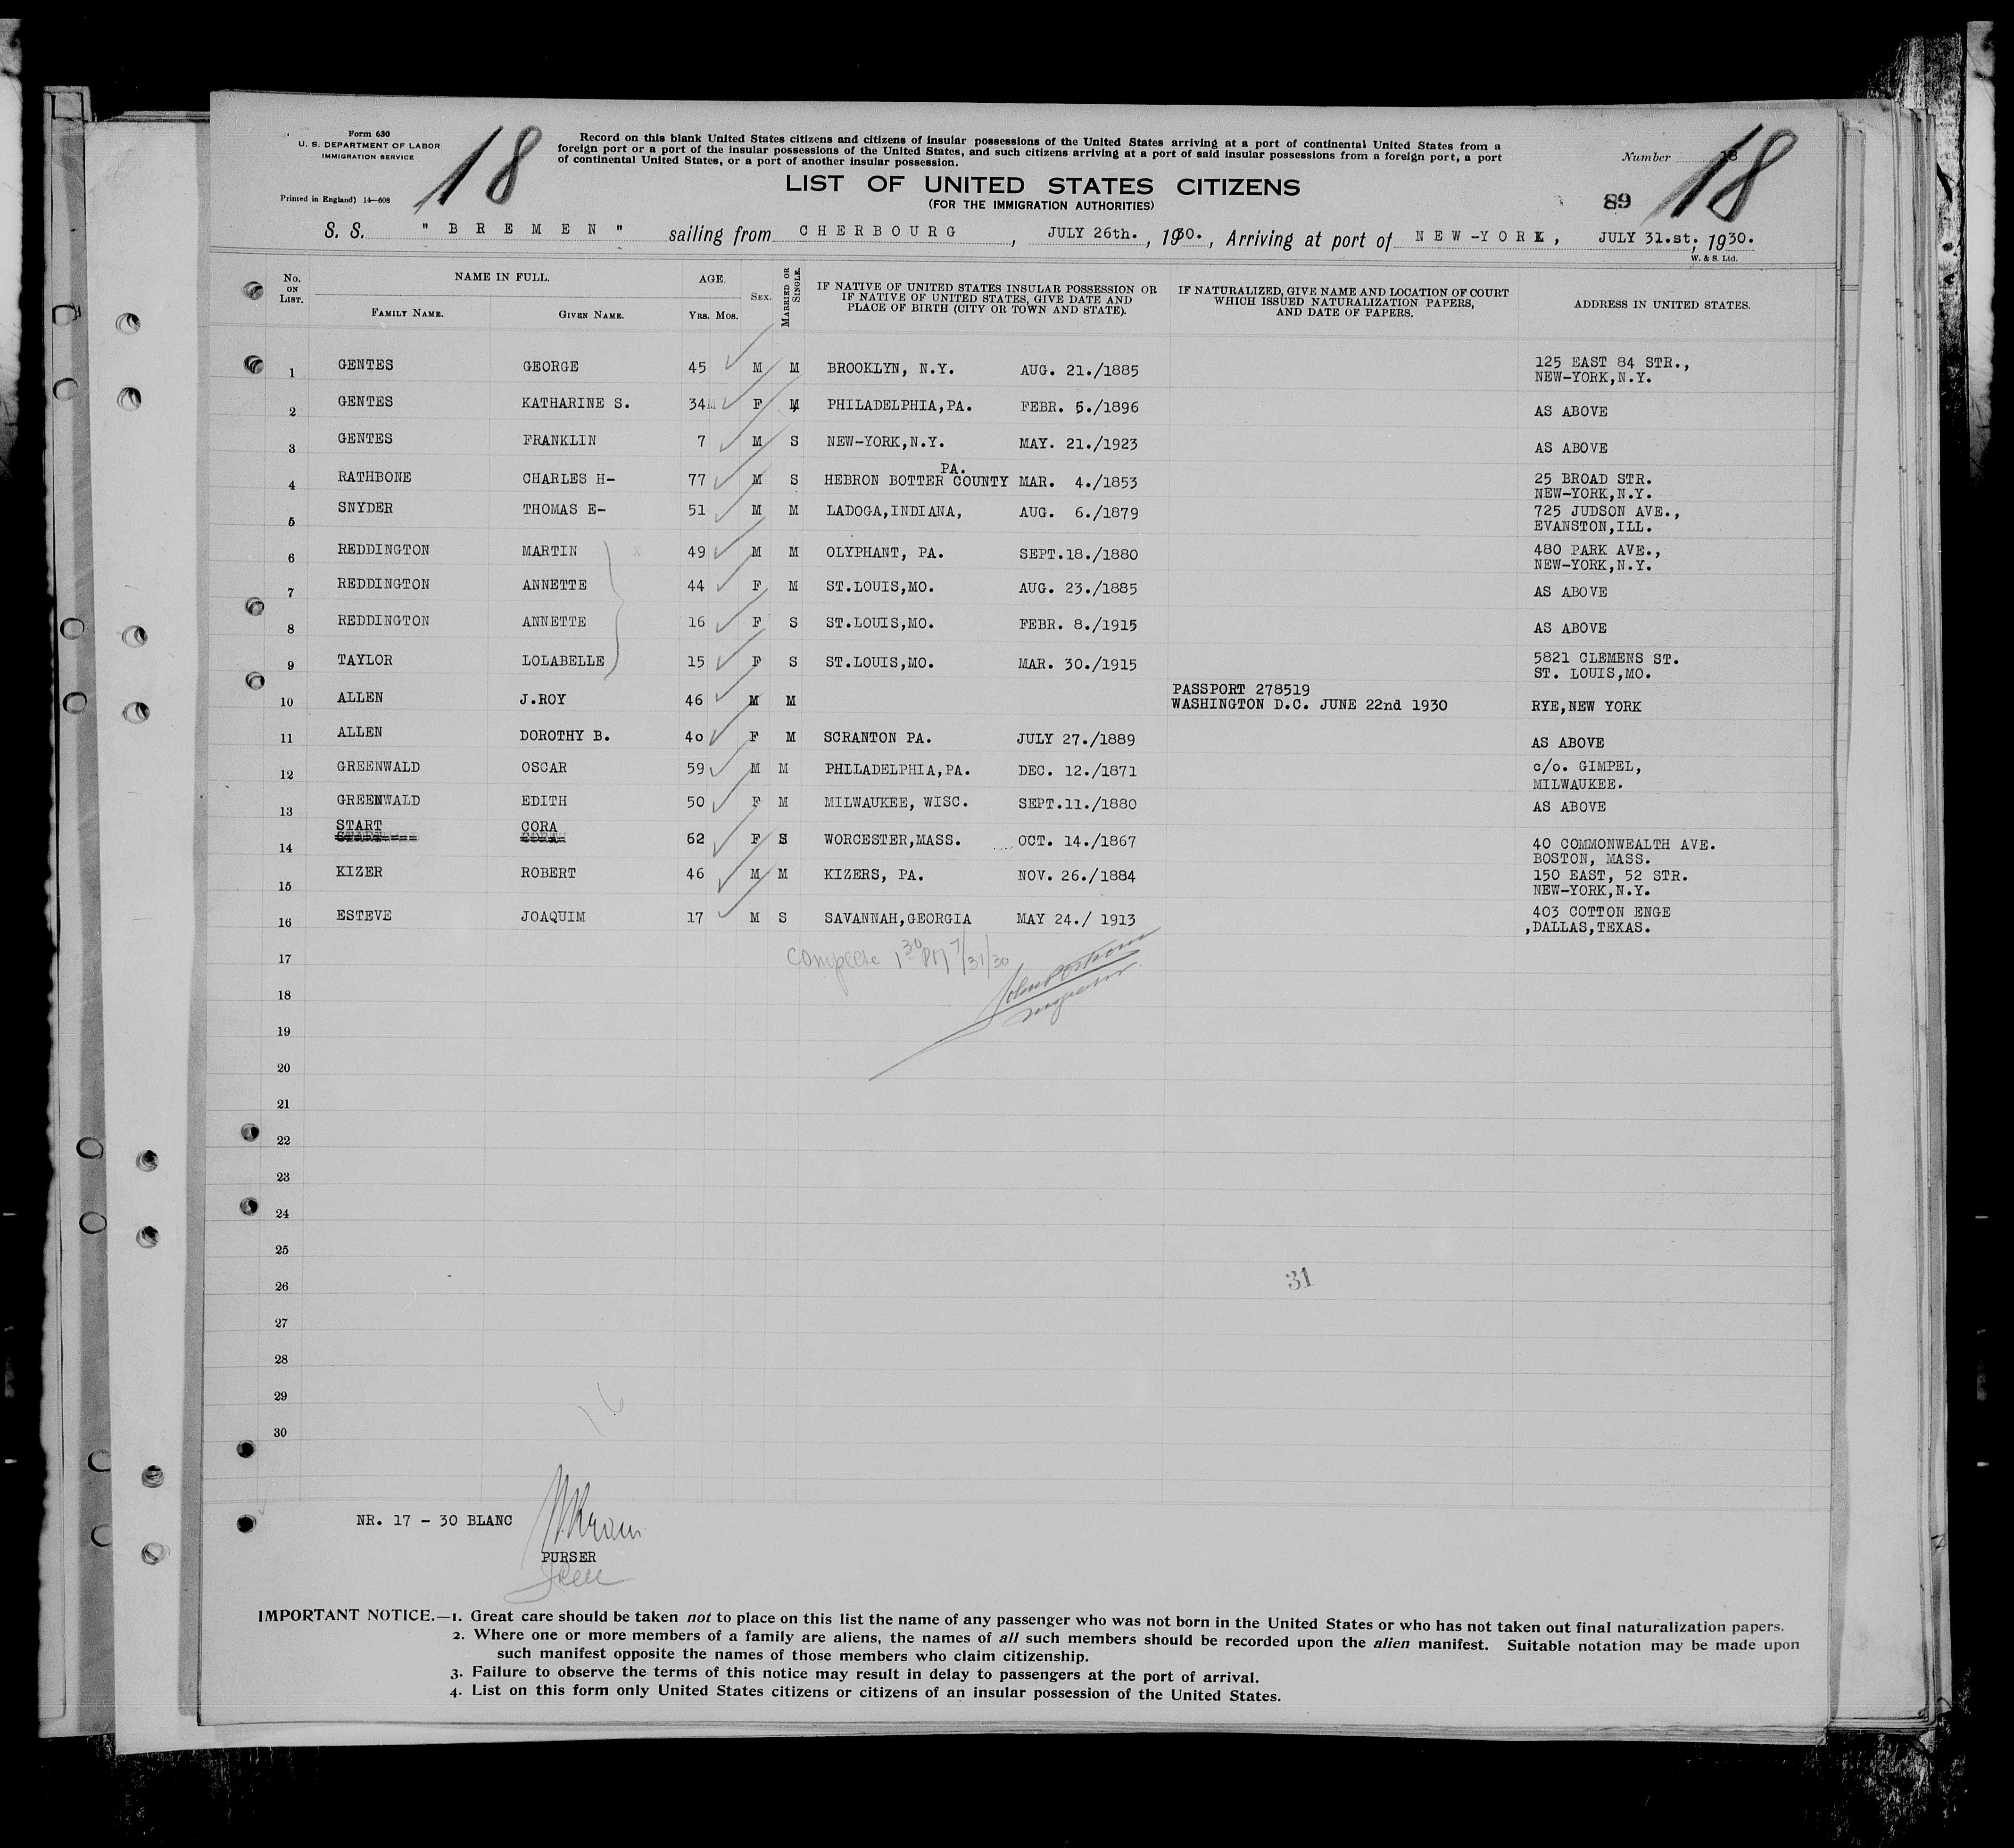 Form 630
U. S. DEPARTMENT OF LABOR
IMMIGRATION SERVICE
Printed in England) 14—608
18
Record on this blank United States citizens and citizens of insular possessions of the United States arriving at a port of continental United States from a
foreign port or a port of the insular possessions of the United States, and such citizens arriving at a port of said insular possessions from a foreign port, a port
of continental United States, or a port of another insular possession.
Number 18
18
LIST OF UNITED STATES CITIZENS
(FOR THE IMMIGRATION AUTHORITIES)
89
S. S. " B R E M E N " sailing from C H E R B O U R G , JULY 26th. , 1930. , Arriving at port of N E W -Y O R K , JULY 31.st, 1930.
W. & S. Ltd.
No. ON LIST. NAME IN FULL. FAMILY NAME. GIVEN NAME. AGE. YRS. MOS. SEX. MARRIED OR SINGLE. IF NATIVE OF UNITED STATES INSULAR POSSESSION OR IF NATIVE OF UNITED STATES, GIVE DATE AND PLACE OF BIRTH (CITY OR TOWN AND STATE). IF NATURALIZED, GIVE NAME AND LOCATION OF COURT WHICH ISSUED NATURALIZATION PAPERS, AND DATE OF PAPERS. ADDRESS IN UNITED STATES.
1 GENTES GEORGE 45 M M BROOKLYN, N.Y. AUG. 21./1885 125 EAST 84 STR.,
NEW-YORK,N.Y.
2 GENTES KATHARINE S. 34 F M PHILADELPHIA,PA. FEBR. 5./1896 AS ABOVE
3 GENTES FRANKLIN 7 M S NEW-YORK,N.Y. MAY. 21./1923 AS ABOVE
PA.
4 RATHBONE CHARLES H- 77 M S HEBRON BOTTER COUNTY MAR. 4./1853 25 BROAD STR.
NEW-YORK,N.Y.
5 SNYDER THOMAS E- 51 M M LADOGA,INDIANA, AUG. 6./1879 725 JUDSON AVE.,
EVANSTON,ILL.
6 REDDINGTON MARTIN x 49 M M OLYPHANT, PA. SEPT.18./1880 480 PARK AVE.,
NEW-YORK,N.Y.
7 REDDINGTON ANNETTE 44 F M ST.LOUIS,MO. AUG. 23./1885 AS ABOVE
8 REDDINGTON ANNETTE 16 F S ST.LOUIS,MO. FEBR. 8./1915 AS ABOVE
9 TAYLOR LOLABELLE 15 F S ST.LOUIS,MO. MAR. 30./1915 5821 CLEMENS ST.
ST. LOUIS,MO.
PASSPORT 278519
10 ALLEN J.ROY 46 M M WASHINGTON D.C. JUNE 22nd 1930 RYE,NEW YORK
11 ALLEN DOROTHY B. 4o F M SCRANTON PA. JULY 27./1889 AS ABOVE
12 GREENWALD OSCAR 59 M M PHILADELPHIA,PA. DEC. 12./1871 c/o. GIMPEL,
MILWAUKEE.
13 GREENWALD EDITH 50 F M MILWAUKEE, WISC. SEPT.11./1880 AS ABOVE
START CORA
14 62 F S WORCESTER,MASS. OCT. 14./1867 40 COMMONWEALTH AVE.
BOSTON, MASS.
15 KIZER ROBERT 46 M M KIZERS, PA. NOV. 26./1884 150 EAST, 52 STR.
NEW-YORK,N.Y.
16 ESTEVE JOAQUIM 17 M S SAVANNAH,GEORGIA MAY 24./ 1913 403 COTTON ENGE
,DALLAS,TEXAS.
17 Complete 1 30 PM 7/31/30
18
19
20
21
22
23
24
25
26
31
27
28
29
16
30
NR. 17 - 30 BLANC
PURSER
IMPORTANT NOTICE.—1. Great care should be taken not to place on this list the name of any passenger who was not born in the United States or who has not taken out final naturalization papers.
2. Where one or more members of a family are aliens, the names of all such members should be recorded upon the alien manifest. Suitable notation may be made upon
such manifest opposite the names of those members who claim citizenship.
3. Failure to observe the terms of this notice may result in delay to passengers at the port of arrival.
4. List on this form only United States citizens or citizens of an insular possession of the United States.